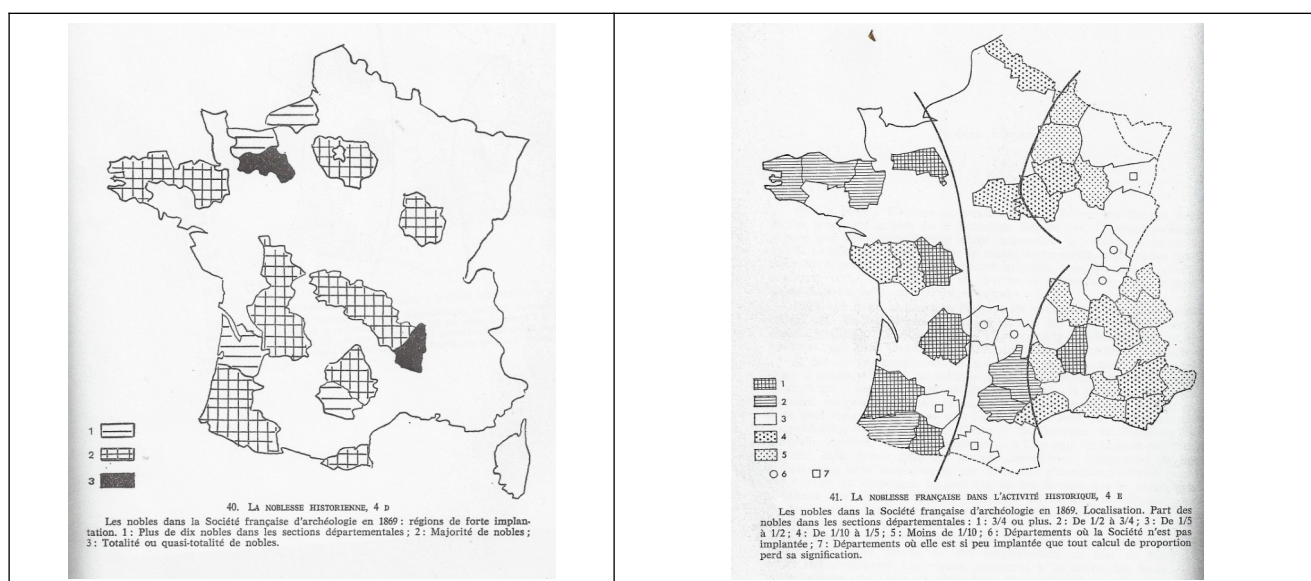 1
2
3
40. LA NOBLESSE HISTORIENNE, 4 D
Les nobles dans la Société française d'archéologie en 1869 : régions de forte implan-
tation. 1 : Plus de dix nobles dans les sections départementales ; 2 : Majorité de nobles ;
3 : Totalité ou quasi-totalité de nobles.
1
2
3
4
5
6 7
41. LA NOBLESSE FRANÇAISE DANS L'ACTIVITÉ HISTORIQUE, 4 E
Les nobles dans la Société française d'archéologie en 1869. Localisation. Part des
nobles dans les sections départementales : 1 : 3/4 ou plus. 2 : De 1/2 à 3/4 ; 3 : De 1/5
à 1/2 ; 4 : De 1/10 à 1/5 ; 5 : Moins de 1/10 ; 6 : Départements où la Société n'est pas
implantée ; 7 : Départements où elle est si peu implantée que tout calcul de proportion
perd sa signification.